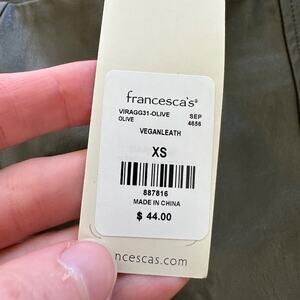 francesca's®
VIRAGG31-OLIVE SEP
OLIVE 4656
VEGANLEATH
XS
887816
MADE IN CHINA
$ 44.00
ncescas.com